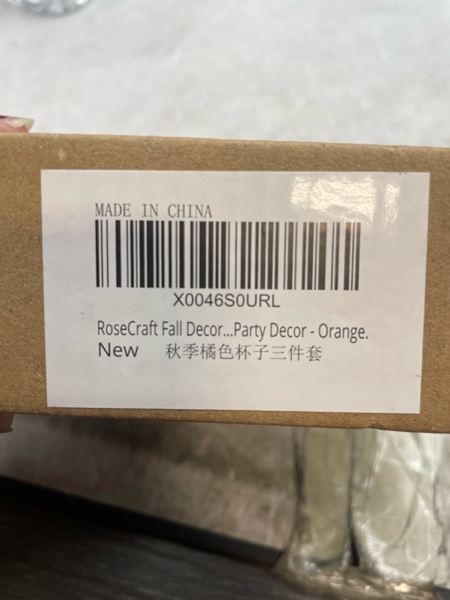 MADE IN CHINA
X0046S0URL
RoseCraft Fall Decor...Party Decor - Orange.
New 秋季橘色杯子三件套